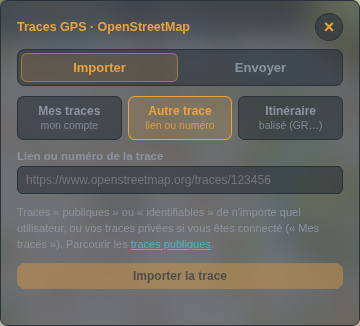 Traces GPS · OpenStreetMap
×
Importer
Envoyer
Mes traces
mon compte
Autre trace
lien ou numéro
Itinéraire
balisé (GR…)
Lien ou numéro de la trace
https://www.openstreetmap.org/traces/123456
Traces « publiques » ou « identifiables » de n'importe quel
utilisateur, ou vos traces privées si vous êtes connecté (« Mes
traces »). Parcourir les traces publiques.
Importer la trace